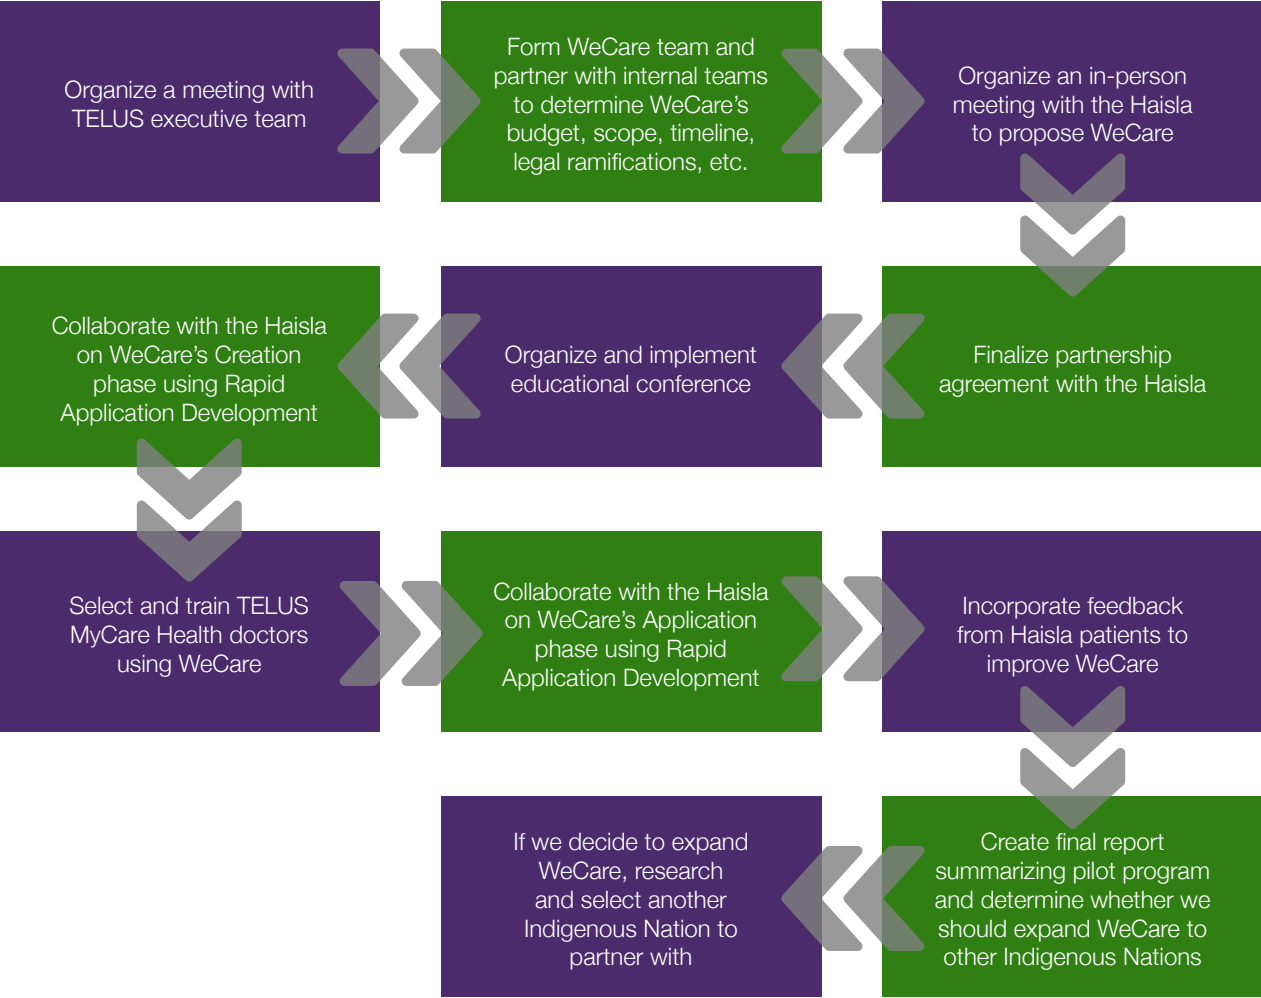 Organize a meeting with
TELUS executive team
Form WeCare team and
partner with internal teams
to determine WeCare's
budget, scope, timeline,
legal ramifications, etc.
Organize an in-person
meeting with the Haisla
to propose WeCare
Finalize partnership
agreement with the Haisla
Organize and implement
educational conference
Collaborate with the Haisla
on WeCare's Creation
phase using Rapid
Application Development
Select and train TELUS
MyCare Health doctors
using WeCare
Collaborate with the Haisla
on WeCare's Application
phase using Rapid
Application Development
Incorporate feedback
from Haisla patients to
improve WeCare
Create final report
summarizing pilot program
and determine whether we
should expand WeCare to
other Indigenous Nations
If we decide to expand
WeCare, research
and select another
Indigenous Nation to
partner with